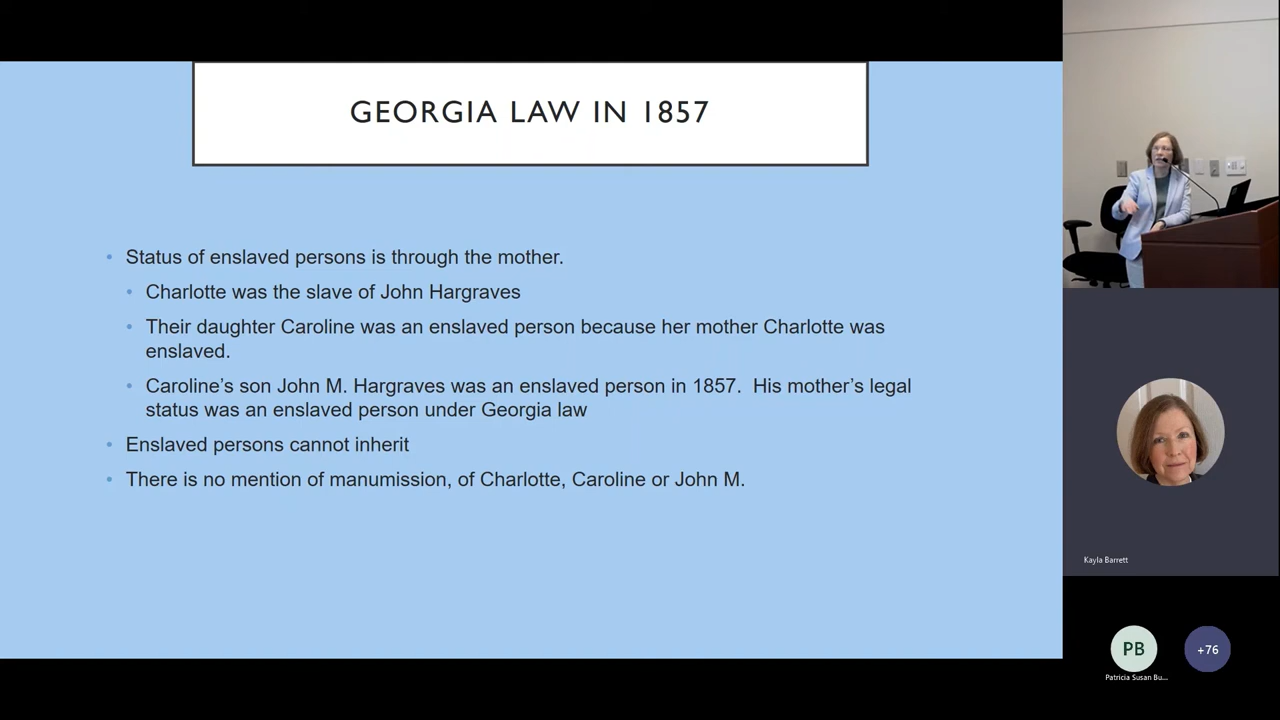 GEORGIA LAW IN 1857
• Status of enslaved persons is through the mother.
• Charlotte was the slave of John Hargraves
• Their daughter Caroline was an enslaved person because her mother Charlotte was
enslaved.
• Caroline’s son John M. Hargraves was an enslaved person in 1857.  His mother’s legal
status was an enslaved person under Georgia law
• Enslaved persons cannot inherit
• There is no mention of manumission, of Charlotte, Caroline or John M.
Kayla Barrett
PB
+76
Patricia Susan Bu...